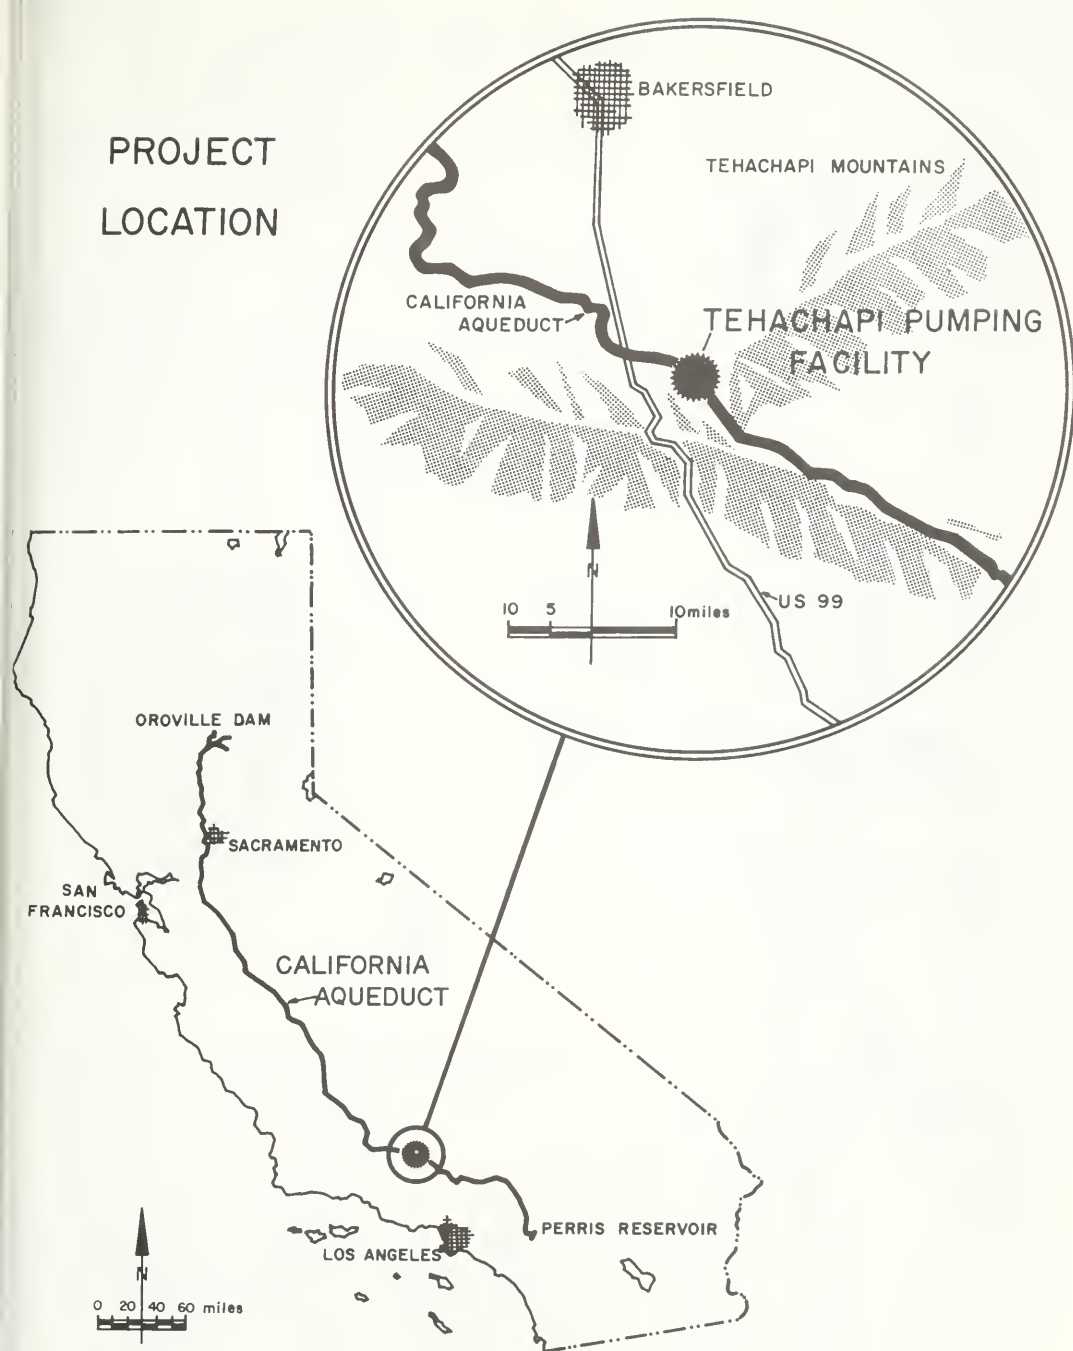 PROJECT
LOCATION
BAKERSFIELD
TEHACHAPI MOUNTAINS
CALIFORNIA
AQUEDUCT
TEHACHAPI PUMPING
FACILITY
N
10 5 10 miles
US 99
OROVILLE DAM
SACRAMENTO
SAN
FRANCISCO
CALIFORNIA
AQUEDUCT
PERRIS RESERVOIR
LOS ANGELES
N
0 20 40 60 miles